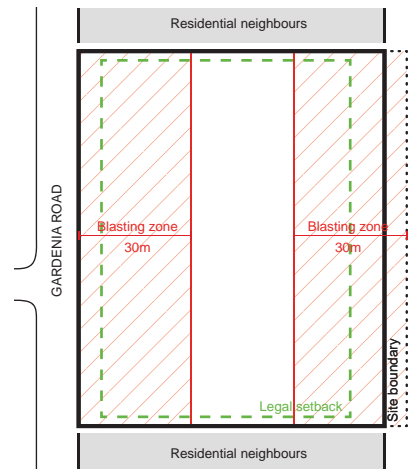 Residential neighbours
GARDENIA ROAD
Blasting zone
30m
Blasting zone
30m
Site boundary
Legal setback
Residential neighbours